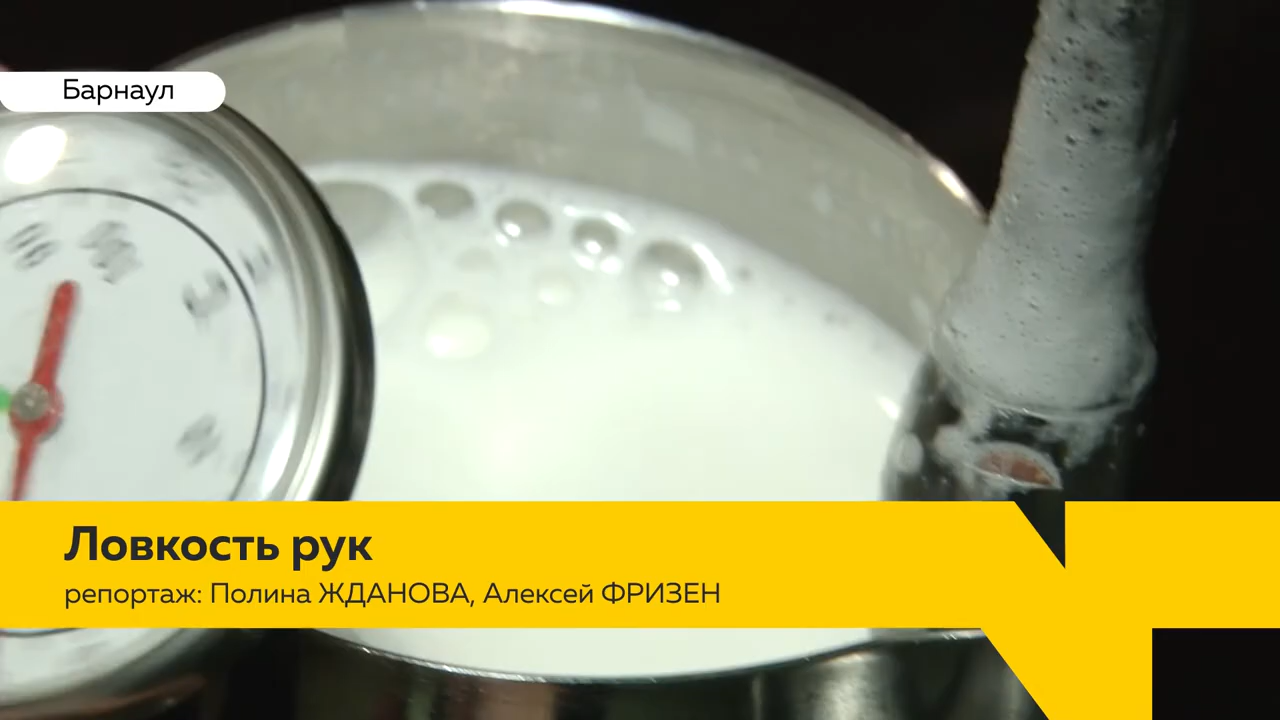 Барнаул
Ловкость рук
репортаж: Полина ЖДАНОВА, Алексей ФРИЗЕН